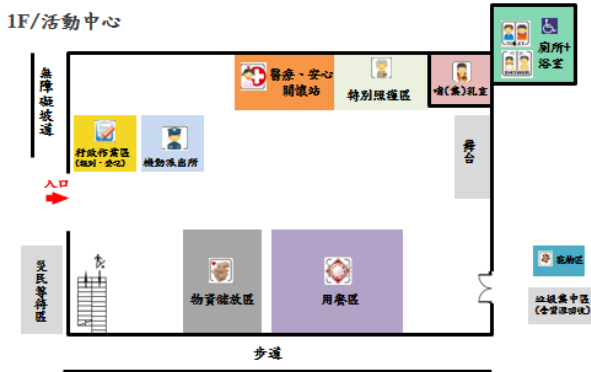 1F/活動中心
廁所+
浴室
無障礙坡道
醫療、安心
關懷站
特別照護區
哺(集)乳室
行政作業區
(報到、登記)
機動派出所
舞台
入口
災民等待區
物資儲放區
用餐區
寵物區
垃圾集中區
(含資源回收)
步道